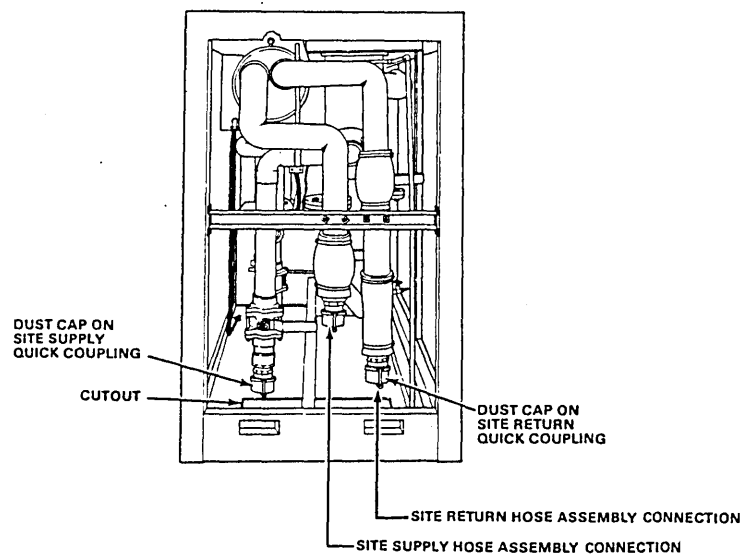 DUST CAP ON
SITE SUPPLY
QUICK COUPLING
CUTOUT
DUST CAP ON
SITE RETURN
QUICK COUPLING
SITE RETURN HOSE ASSEMBLY CONNECTION
SITE SUPPLY HOSE ASSEMBLY CONNECTION